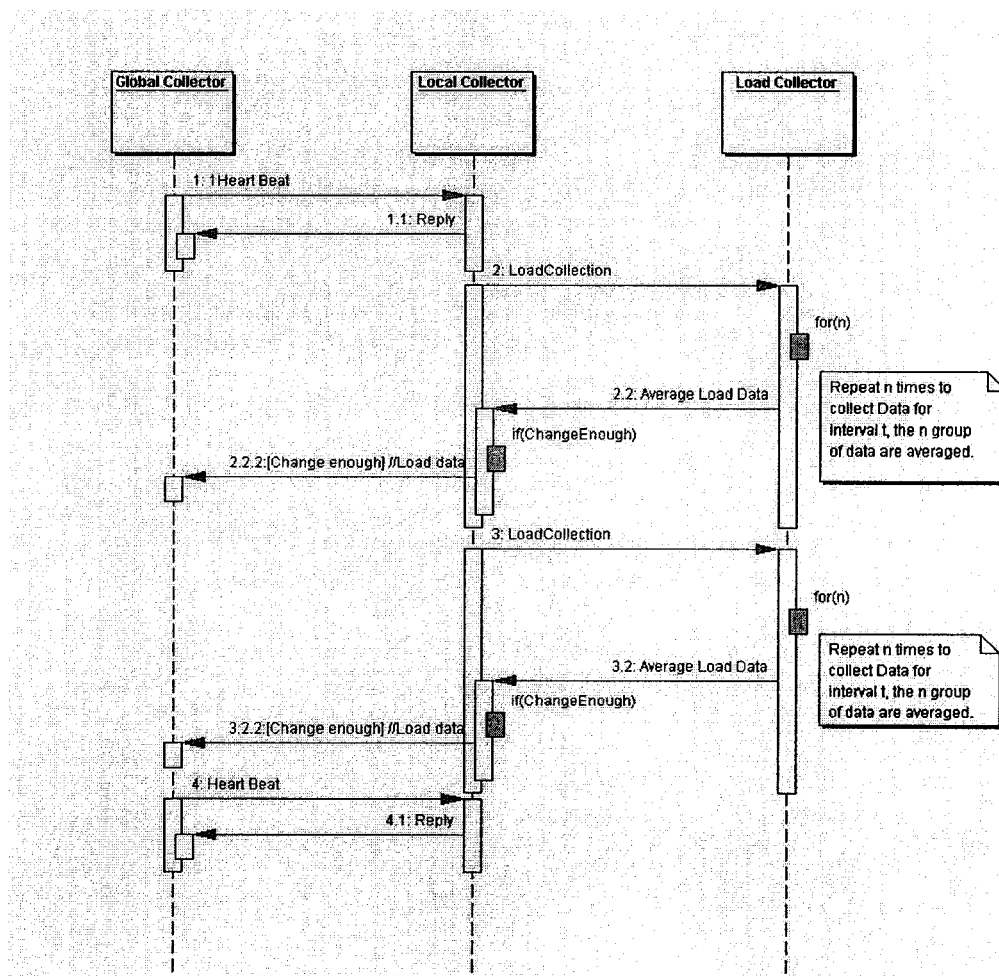 Global Collector
Local Collector
Load Collector
1: 1Heart Beat
1.1: Reply
2: LoadCollection
for(n)
Repeat n times to
collect Data for
interval t, the n group
of data are averaged.
2.2: Average Load Data
if(ChangeEnough)
2.2.2:[Change enough] //Load data
3: LoadCollection
for(n)
Repeat n times to
collect Data for
interval t, the n group
of data are averaged.
3.2: Average Load Data
if(ChangeEnough)
3.2.2:[Change enough] //Load data
4: Heart Beat
4.1: Reply